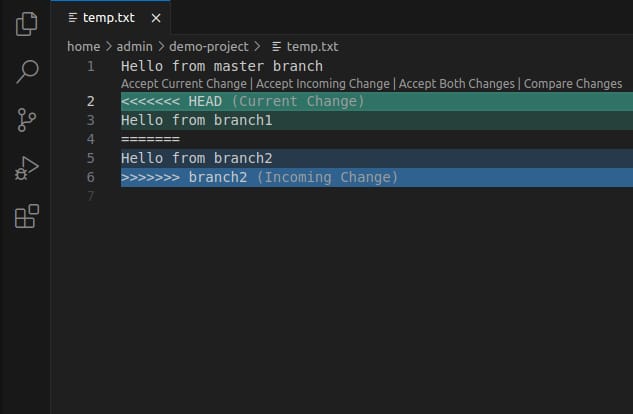 temp.txt
home > admin > demo-project > temp.txt
1 Hello from master branch
Accept Current Change | Accept Incoming Change | Accept Both Changes | Compare Changes
2 <<<<<<< HEAD (Current Change)
3 Hello from branch1
4 =======
5 Hello from branch2
6 >>>>>>> branch2 (Incoming Change)
7